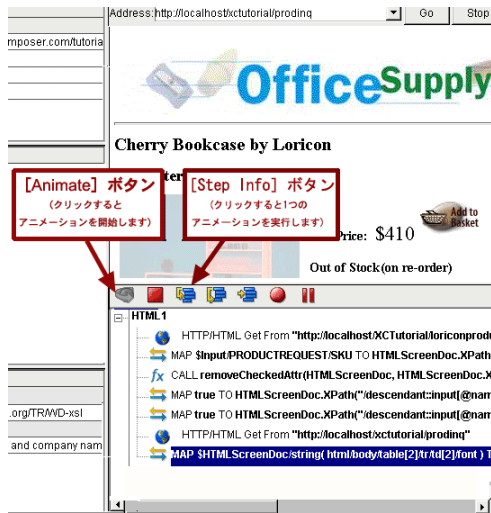 Address: http://localhost/xctutorial/prodinq
Go
Stop
mposer.com/tutoria
OfficeSupply
Cherry Bookcase by Loricon
[Animate] ボタン
(クリックすると
アニメーションを開始します)
[Step Info] ボタン
(クリックすると1つの
アニメーションを実行します)
Price: $410
Add to
Basket
Out of Stock(on re-order)
HTML1
HTTP/HTML Get From "http://localhost/XCTutorial/loriconprodu
MAP $Input/PRODUCTREQUEST/SKU TO HTMLScreenDoc.XPath
fx CALL removeCheckedAttr(HTMLScreenDoc, HTMLScreenDoc.X
MAP true TO HTMLScreenDoc.XPath("/descendant::input[@nam
MAP true TO HTMLScreenDoc.XPath("/descendant::input[@nam
HTTP/HTML Get From "http://localhost/xctutorial/prodinq"
MAP $HTMLScreenDoc/string( html/body/table[2]/tr/td[2]/font ) T
.org/TR/WD-xsl
and company nam